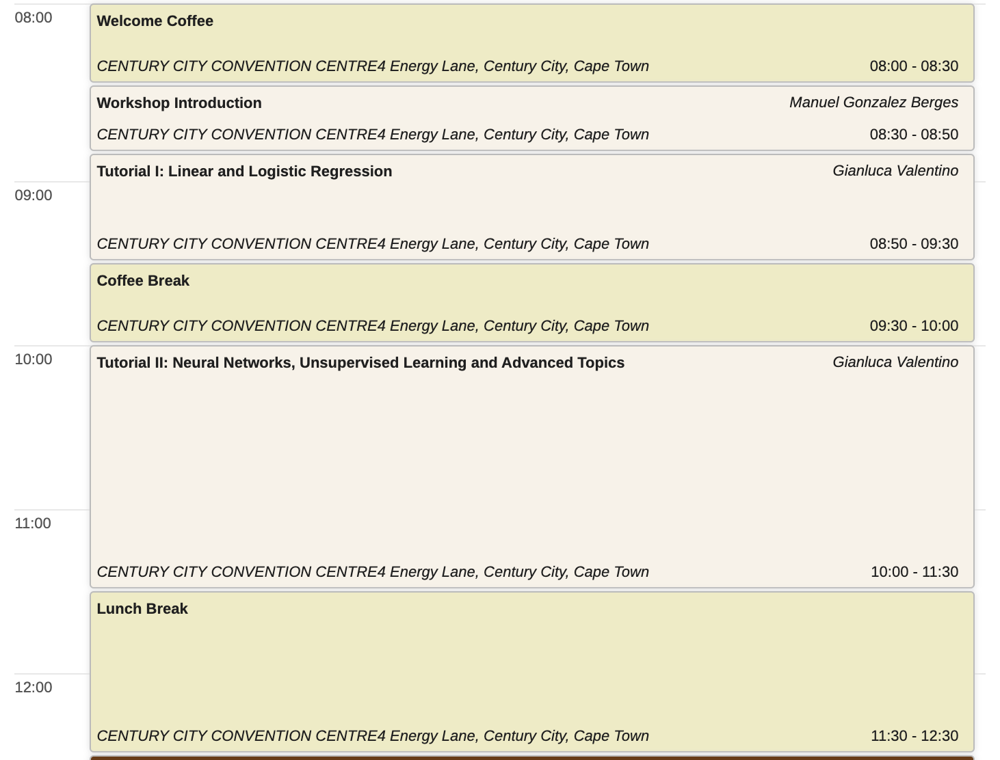 08:00
Welcome Coffee
CENTURY CITY CONVENTION CENTRE4 Energy Lane, Century City, Cape Town 08:00 - 08:30
Workshop Introduction Manuel Gonzalez Berges
CENTURY CITY CONVENTION CENTRE4 Energy Lane, Century City, Cape Town 08:30 - 08:50
Tutorial I: Linear and Logistic Regression Gianluca Valentino
09:00
CENTURY CITY CONVENTION CENTRE4 Energy Lane, Century City, Cape Town 08:50 - 09:30
Coffee Break
CENTURY CITY CONVENTION CENTRE4 Energy Lane, Century City, Cape Town 09:30 - 10:00
10:00
Tutorial II: Neural Networks, Unsupervised Learning and Advanced Topics Gianluca Valentino
11:00
CENTURY CITY CONVENTION CENTRE4 Energy Lane, Century City, Cape Town 10:00 - 11:30
Lunch Break
12:00
CENTURY CITY CONVENTION CENTRE4 Energy Lane, Century City, Cape Town 11:30 - 12:30